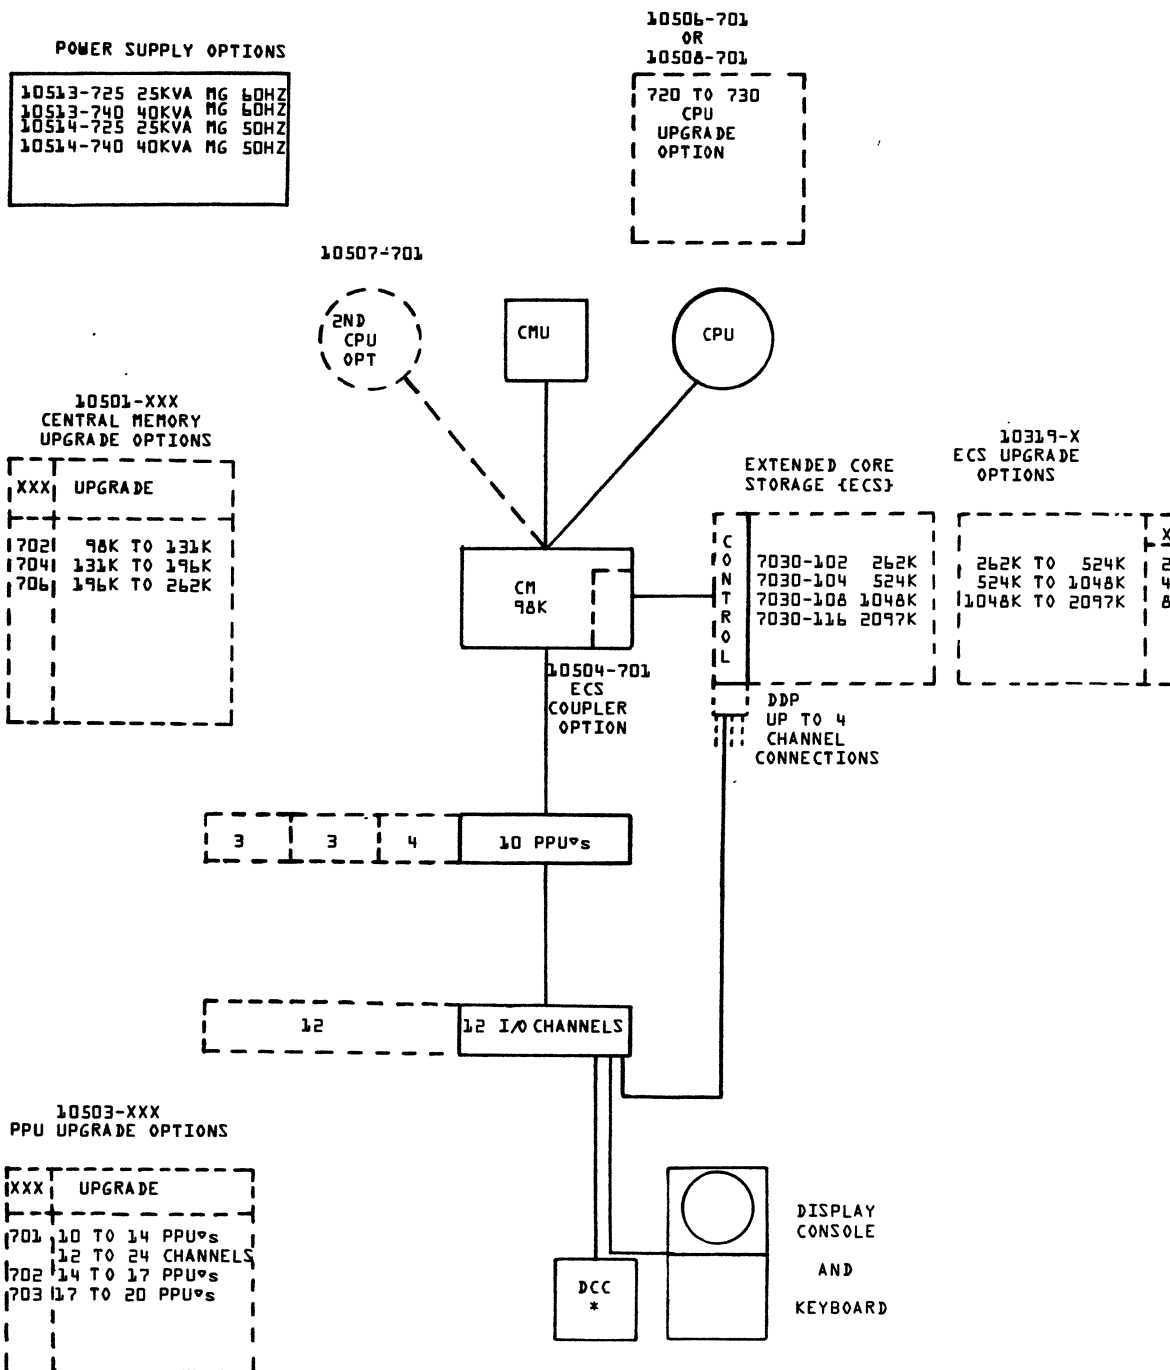 POWER SUPPLY OPTIONS
10513-725 25KVA MG 60HZ
10513-740 40KVA MG 60HZ
10514-725 25KVA MG 50HZ
10514-740 40KVA MG 50HZ
10506-701
OR
10508-701
720 TO 730
CPU
UPGRADE
OPTION
10507-701
2ND
CPU
OPT
CMU
CPU
10501-XXX
CENTRAL MEMORY
UPGRADE OPTIONS
XXX UPGRADE
702 98K TO 131K
704 131K TO 196K
706 196K TO 262K
CM
98K
10504-701
ECS
COUPLER
OPTION
EXTENDED CORE
STORAGE {ECS}
CONTROL
7030-102 262K
7030-104 524K
7030-108 1048K
7030-116 2097K
10319-X
ECS UPGRADE
OPTIONS
X
262K TO 524K 2
524K TO 1048K 4
1048K TO 2097K 8
DDP
UP TO 4
CHANNEL
CONNECTIONS
3 3 4 10 PPU▿s
12 12 I/O CHANNELS
10503-XXX
PPU UPGRADE OPTIONS
XXX UPGRADE
701 10 TO 14 PPU▿s
12 TO 24 CHANNELS
702 14 TO 17 PPU▿s
703 17 TO 20 PPU▿s
DCC
*
DISPLAY
CONSOLE
AND
KEYBOARD